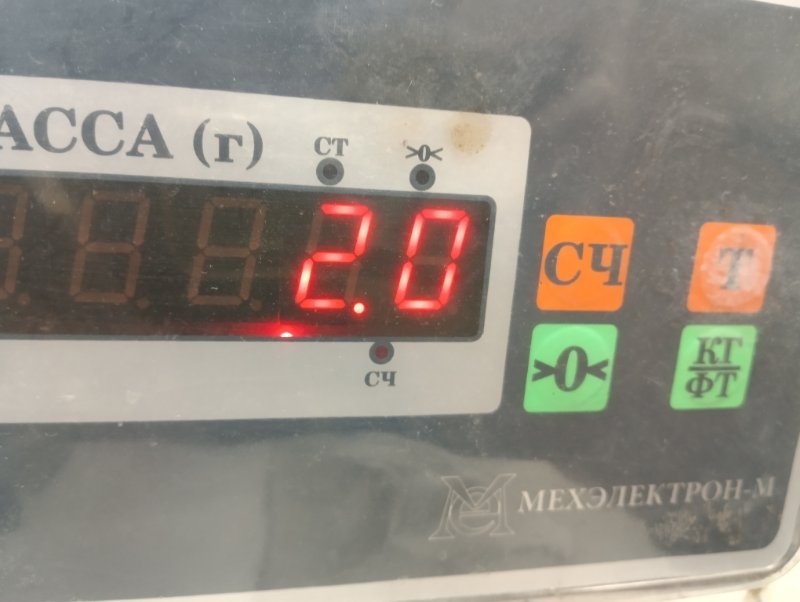 АССА (г)
СТ
>0<
2.0
СЧ
СЧ
Т
>0<
КГ
ФТ
МЕХЭЛЕКТРОН-М